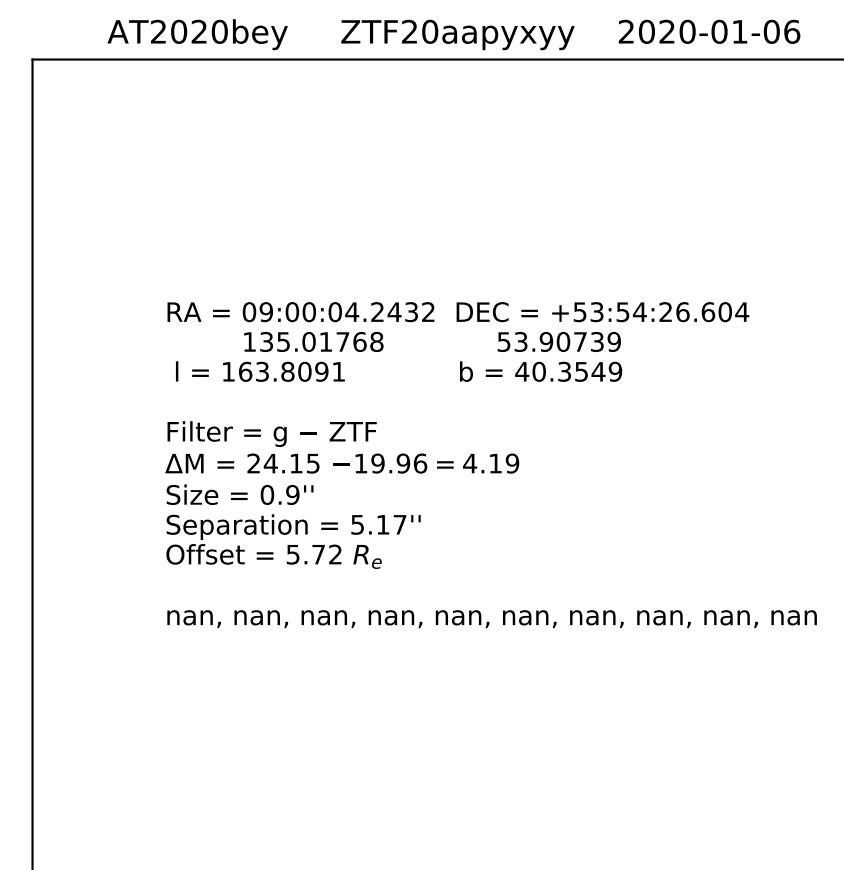 AT2020bey ZTF20aapyxyy 2020-01-06
RA = 09:00:04.2432 DEC = +53:54:26.604
135.01768 53.90739
l = 163.8091 b = 40.3549
Filter = g − ZTF
ΔM = 24.15 −19.96 = 4.19
Size = 0.9''
Separation = 5.17''
Offset = 5.72 Re
nan, nan, nan, nan, nan, nan, nan, nan, nan, nan